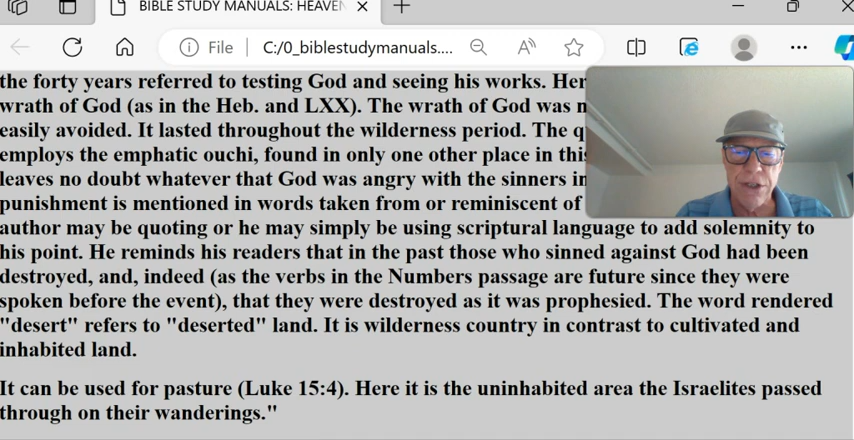 BIBLE STUDY MANUALS: HEAVEN
File C:/0_biblestudymanuals....
the forty years referred to testing God and seeing his works. Her
wrath of God (as in the Heb. and LXX). The wrath of God was
easily avoided. It lasted throughout the wilderness period. The
employs the emphatic ouchi, found in only one other place in this
leaves no doubt whatever that God was angry with the sinners in
punishment is mentioned in words taken from or reminiscent of
author may be quoting or he may simply be using scriptural language to add solemnity to
his point. He reminds his readers that in the past those who sinned against God had been
destroyed, and, indeed (as the verbs in the Numbers passage are future since they were
spoken before the event), that they were destroyed as it was prophesied. The word rendered
"desert" refers to "deserted" land. It is wilderness country in contrast to cultivated and
inhabited land.
It can be used for pasture (Luke 15:4). Here it is the uninhabited area the Israelites passed
through on their wanderings."